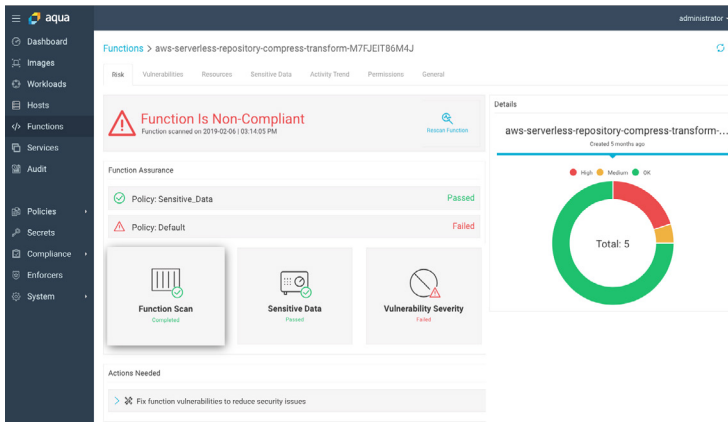 aqua
administrator
Dashboard
Images
Workloads
Hosts
Functions
Services
Audit
Policies
Secrets
Compliance
Enforcers
System
Functions > aws-serverless-repository-compress-transform-M7FJEIT86M4J
Risk
Vulnerabilities
Resources
Sensitive Data
Activity Trend
Permissions
General
Function Is Non-Compliant
Function scanned on 2019-02-06 | 03:14:05 PM
Rescan Function
Function Assurance
Policy: Sensitive_Data
Passed
Policy: Default
Failed
Function Scan
Completed
Sensitive Data
Passed
Vulnerability Severity
Failed
Actions Needed
Fix function vulnerabilities to reduce security issues
Details
aws-serverless-repository-compress-transform-...
Created 5 months ago
High
Medium
OK
Total: 5